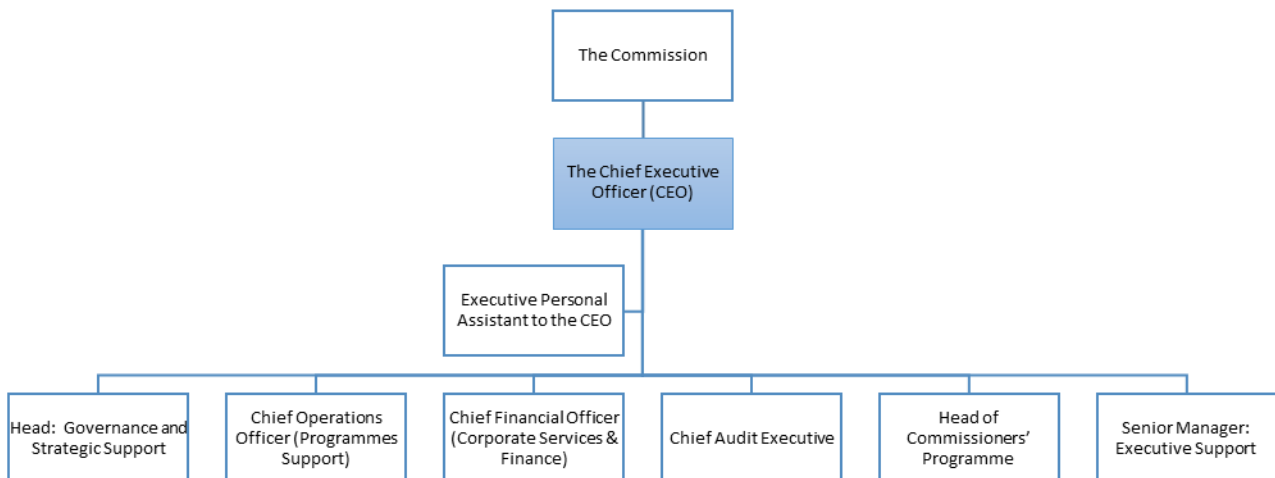 The Commission
The Chief Executive
Officer (CEO)
Executive Personal
Assistant to the CEO
Head:  Governance and
Strategic Support
Chief Operations
Officer (Programmes
Support)
Chief Financial Officer
(Corporate Services &
Finance)
Chief Audit Executive
Head of
Commissioners’
Programme
Senior Manager:
Executive Support